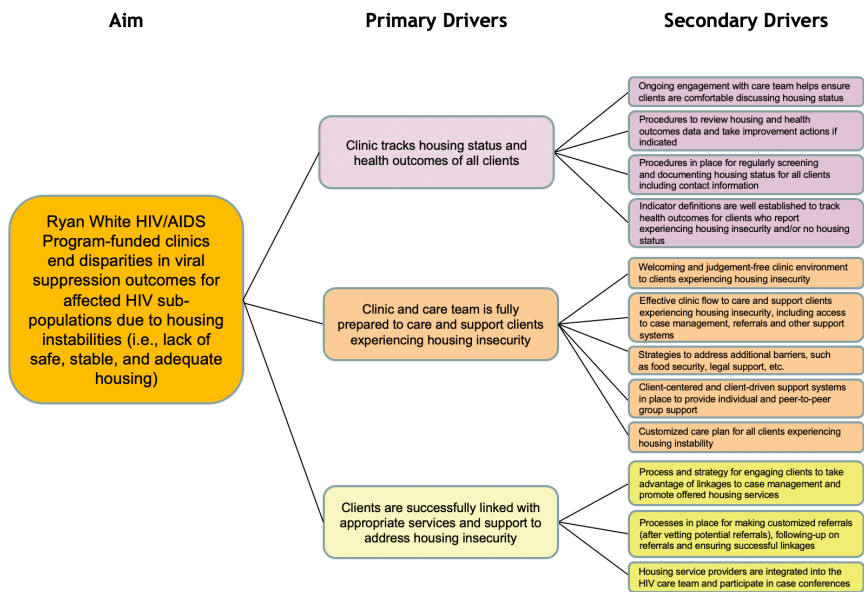 Aim
Primary Drivers
Secondary Drivers
Ryan White HIV/AIDS
Program-funded clinics
end disparities in viral
suppression outcomes for
affected HIV sub-
populations due to housing
instabilities (i.e., lack of
safe, stable, and adequate
housing)
Clinic tracks housing status and
health outcomes of all clients
Ongoing engagement with care team helps ensure
clients are comfortable discussing housing status
Procedures to review housing and health
outcomes data and take improvement actions if
indicated
Procedures in place for regularly screening
and documenting housing status for all clients
including contact information
Indicator definitions are well established to track
health outcomes for clients who report
experiencing housing insecurity and/or no housing
status
Clinic and care team is fully
prepared to care and support clients
experiencing housing insecurity
Welcoming and judgement-free clinic environment
to clients experiencing housing insecurity
Effective clinic flow to care and support clients
experiencing housing insecurity, including access
to case management, referrals and other support
systems
Strategies to address additional barriers, such
as food security, legal support, etc.
Client-centered and client-driven support systems
in place to provide individual and peer-to-peer
group support
Customized care plan for all clients experiencing
housing instability
Clients are successfully linked with
appropriate services and support to
address housing insecurity
Process and strategy for engaging clients to take
advantage of linkages to case management and
promote offered housing services
Processes in place for making customized referrals
(after vetting potential referrals), following-up on
referrals and ensuring successful linkages
Housing service providers are integrated into the
HIV care team and participate in case conferences